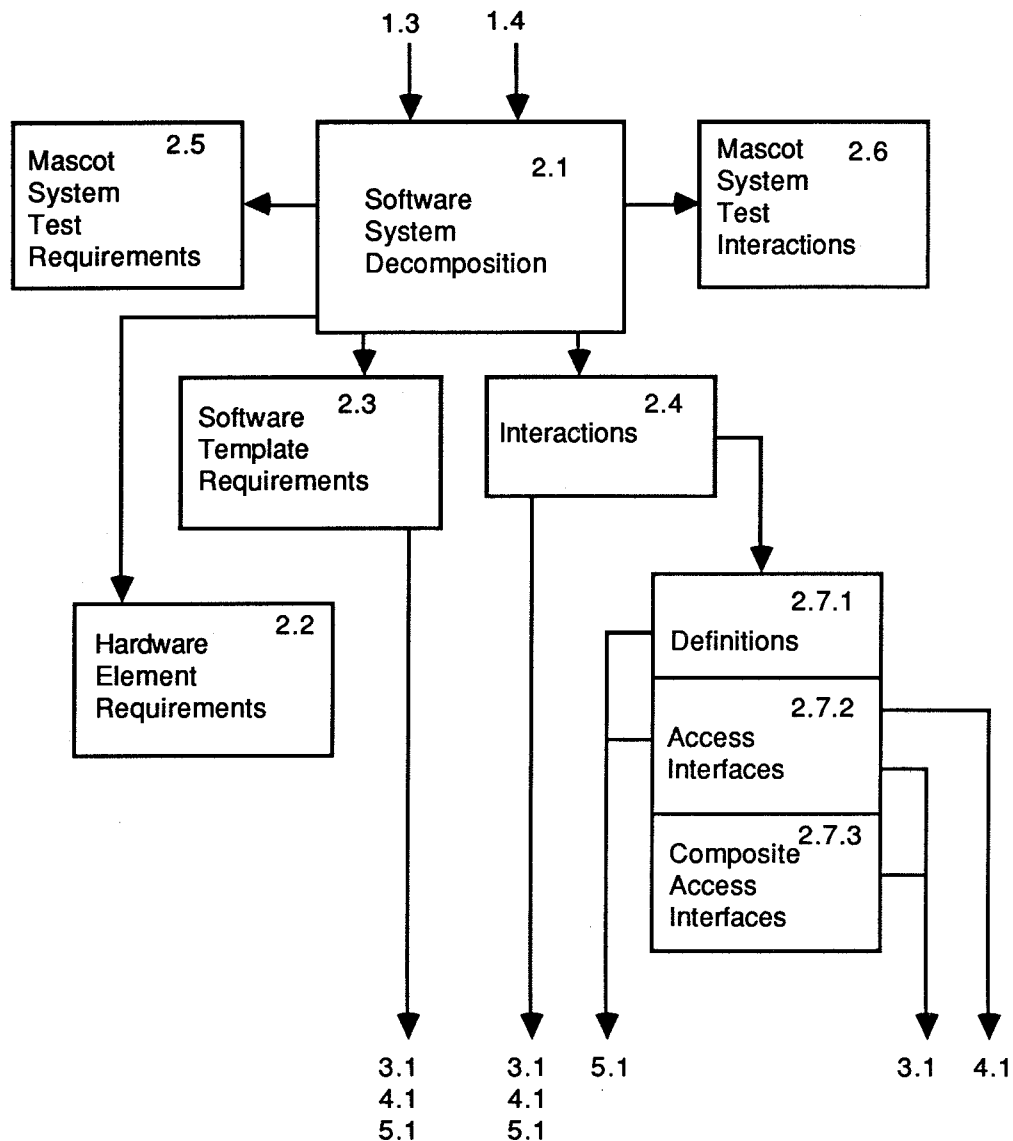 1.3
1.4
2.5
Mascot
System
Test
Requirements
2.1
Software
System
Decomposition
2.6
Mascot
System
Test
Interactions
2.3
Software
Template
Requirements
2.4
Interactions
2.2
Hardware
Element
Requirements
2.7.1
Definitions
2.7.2
Access
Interfaces
2.7.3
Composite
Access
Interfaces
3.1
4.1
5.1
3.1
4.1
5.1
5.1
3.1
4.1